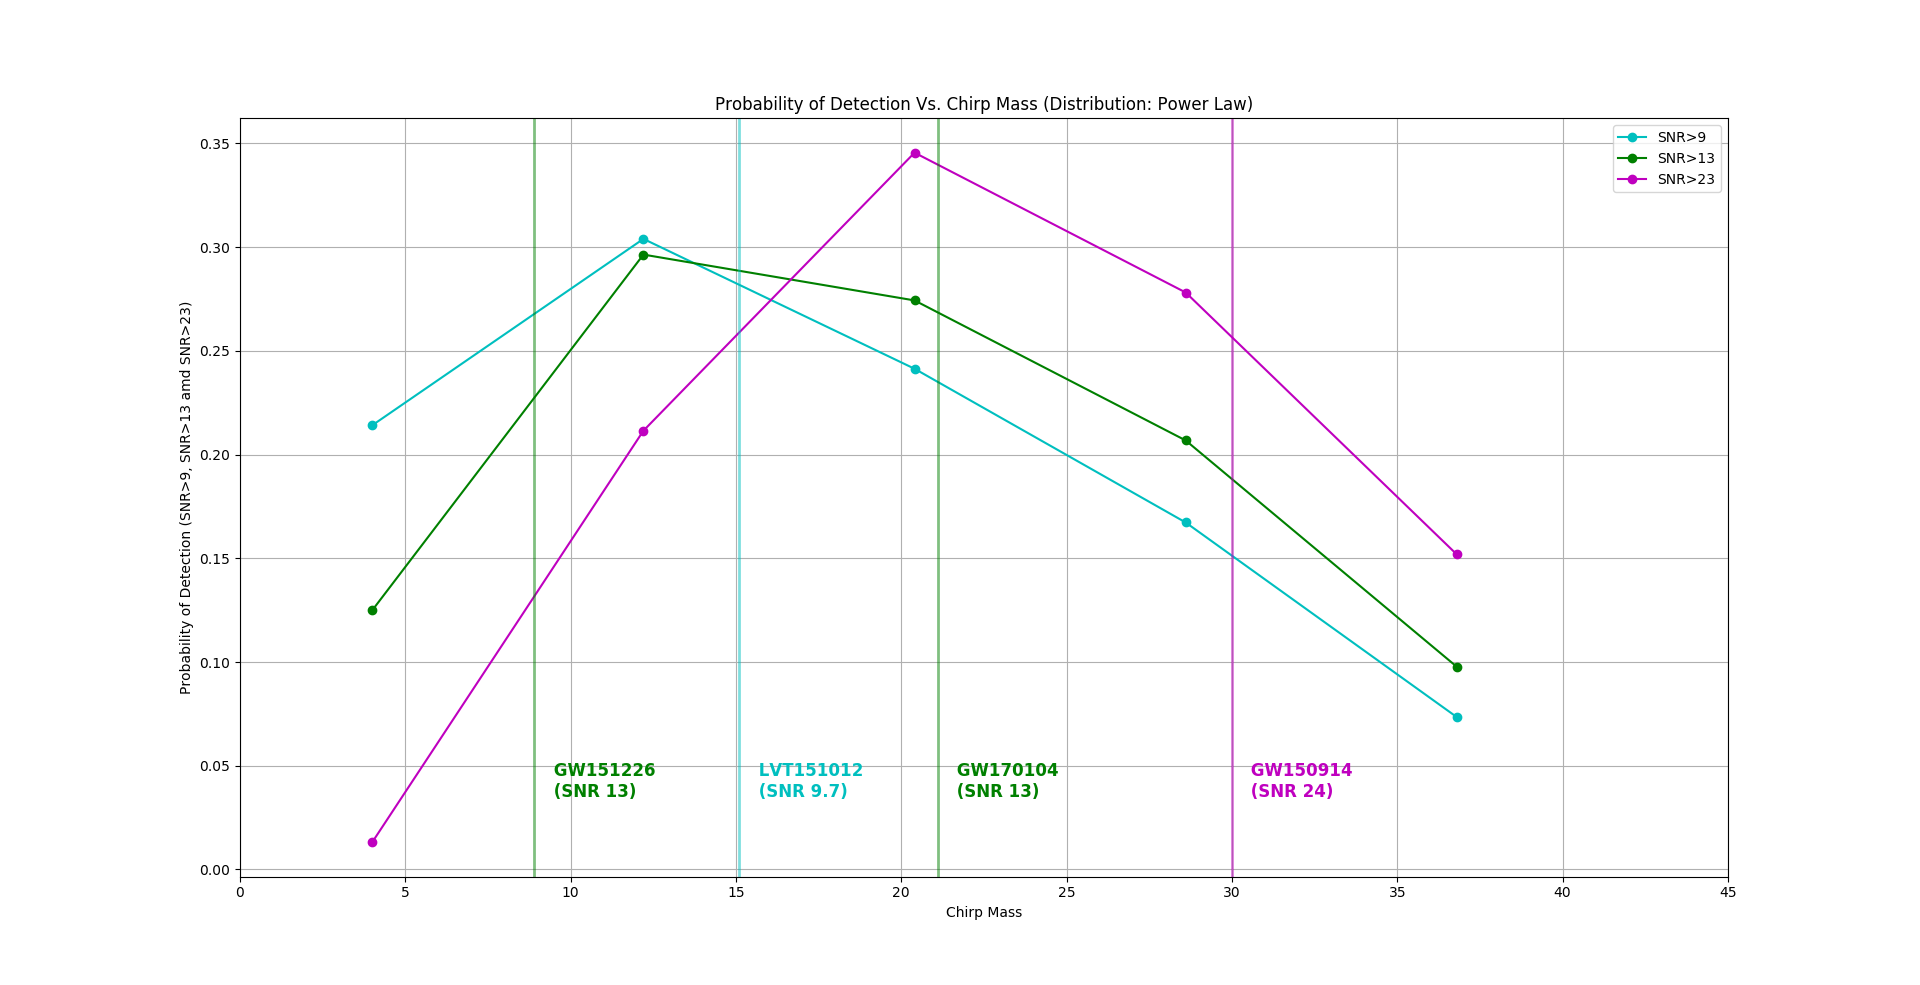 Probability of Detection Vs. Chirp Mass (Distribution: Power Law)
SNR>9
SNR>13
SNR>23
Probability of Detection (SNR>9, SNR>13 amd SNR>23)
0.35
0.30
0.25
0.20
0.15
0.10
0.05
0.00
GW151226
(SNR 13)
LVT151012
(SNR 9.7)
GW170104
(SNR 13)
GW150914
(SNR 24)
0 5 10 15 20 25 30 35 40 45
Chirp Mass